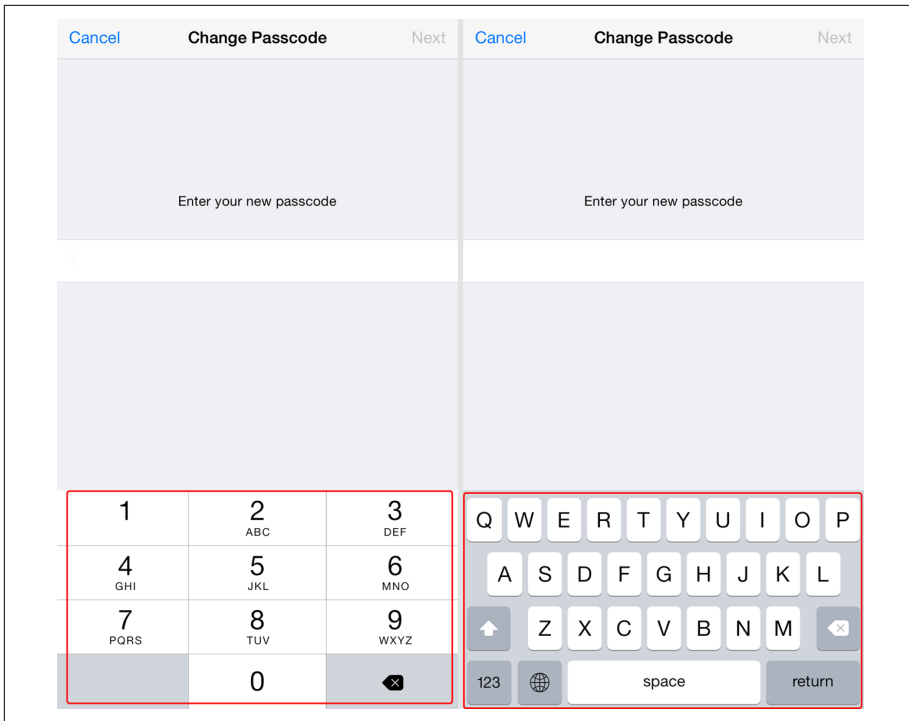 Cancel Change Passcode Next
Enter your new passcode
1 2 3
ABC DEF
4 5 6
GHI JKL MNO
7 8 9
PQRS TUV WXYZ
0
Cancel Change Passcode Next
Enter your new passcode
Q W E R T Y U I O P
A S D F G H J K L
Z X C V B N M
123 space return